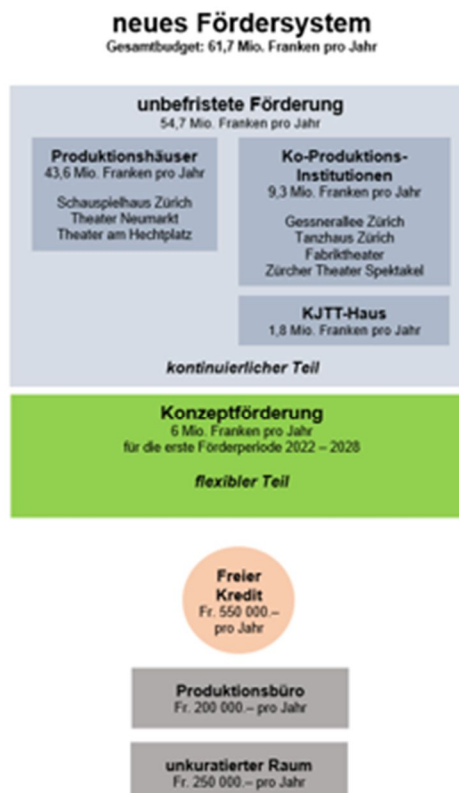 neues Fördersystem
Gesamtbudget: 61,7 Mio. Franken pro Jahr
unbefristete Förderung
54,7 Mio. Franken pro Jahr
Produktionshäuser
43,6 Mio. Franken pro Jahr
Schauspielhaus Zürich
Theater Neumarkt
Theater am Hechtplatz
Ko-Produktions-
Institutionen
9,3 Mio. Franken pro Jahr
Gessnerallee Zürich
Tanzhaus Zürich
Fabriktheater
Zürcher Theater Spektakel
KJTT-Haus
1,8 Mio. Franken pro Jahr
kontinuierlicher Teil
Konzeptförderung
6 Mio. Franken pro Jahr
für die erste Förderperiode 2022 – 2028
flexibler Teil
Freier
Kredit
Fr. 550 000.–
pro Jahr
Produktionsbüro
Fr. 200 000.– pro Jahr
unkuratierter Raum
Fr. 250 000.– pro Jahr